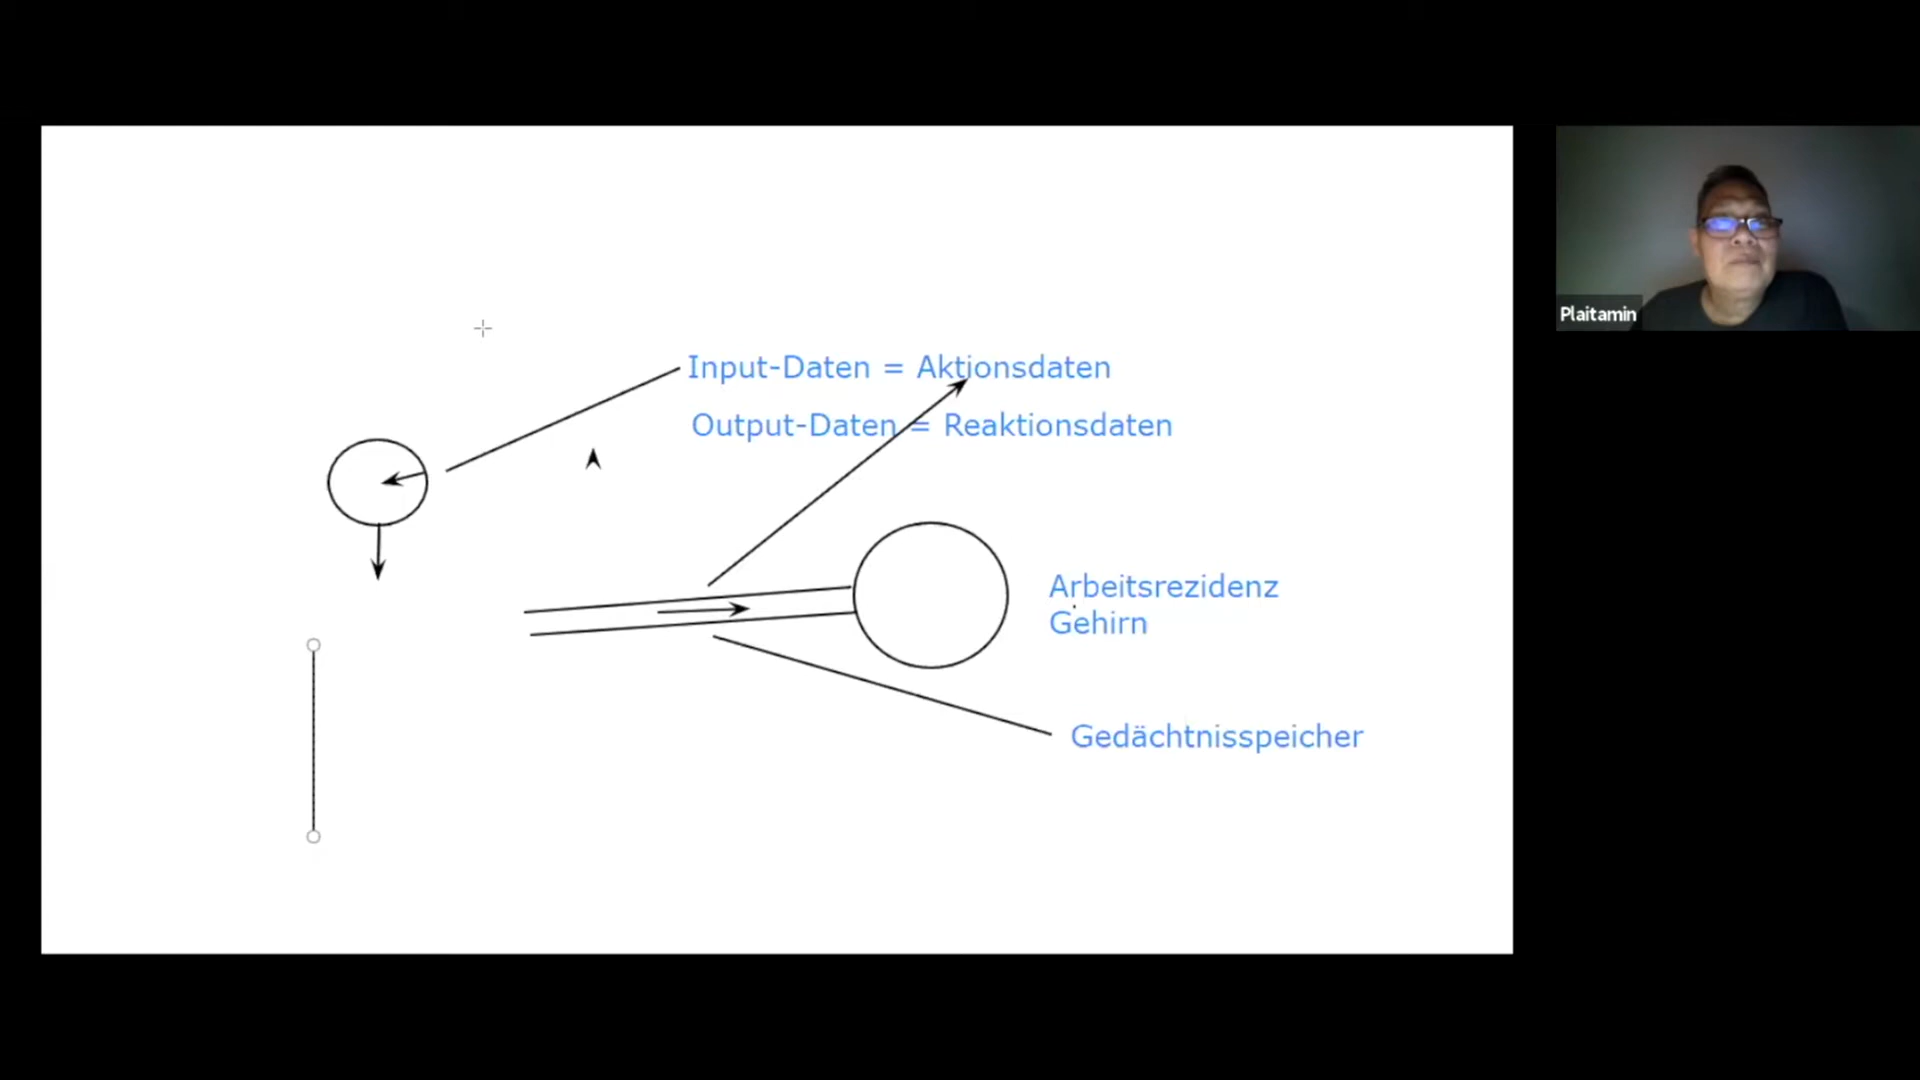 Input-Daten = Aktionsdaten
Output-Daten = Reaktionsdaten
Arbeitsrezidenz
Gehirn
Gedächtnisspeicher
Plaitamin